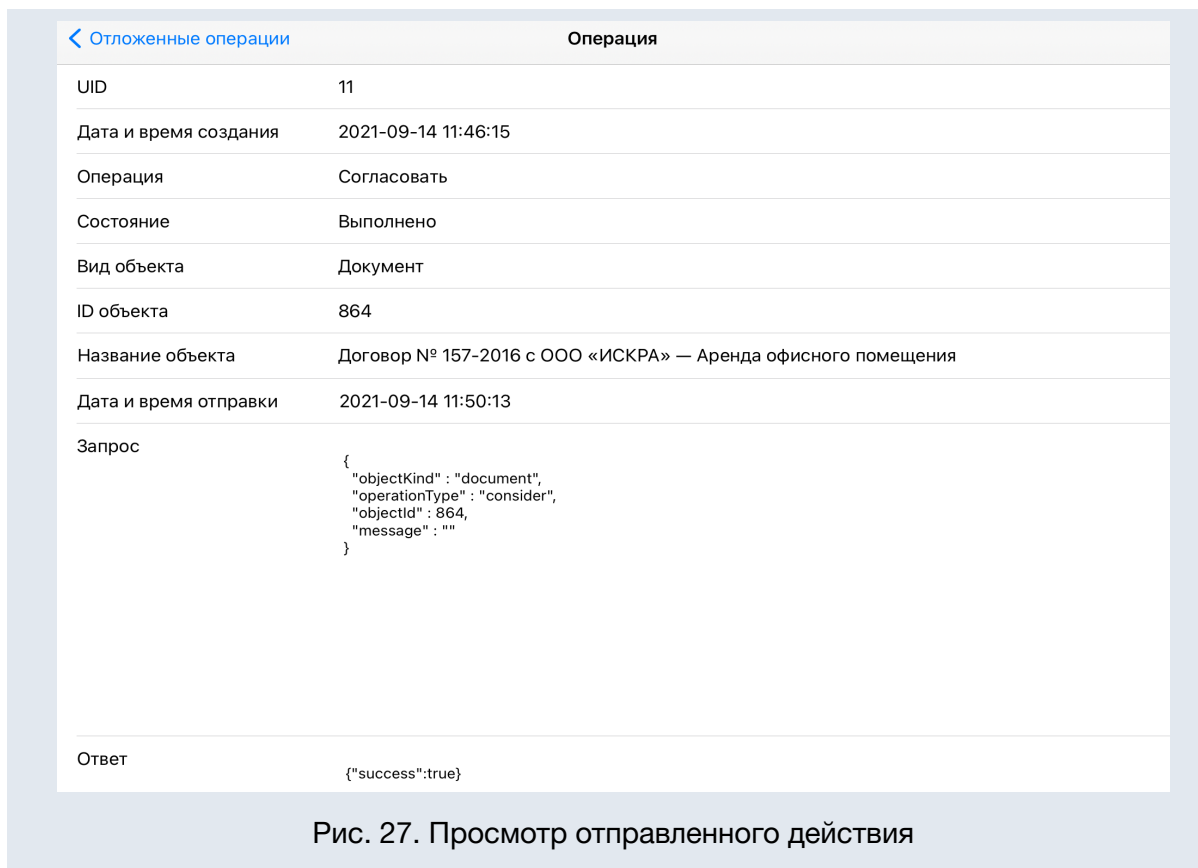 Отложенные операции
Операция
UID 11
Дата и время создания 2021-09-14 11:46:15
Операция Согласовать
Состояние Выполнено
Вид объекта Документ
ID объекта 864
Название объекта Договор № 157-2016 с ООО «ИСКРА» — Аренда офисного помещения
Дата и время отправки 2021-09-14 11:50:13
Запрос
{
"objectKind" : "document",
"operationType" : "consider",
"objectId" : 864,
"message" : ""
}
Ответ
{"success":true}
Рис. 27. Просмотр отправленного действия